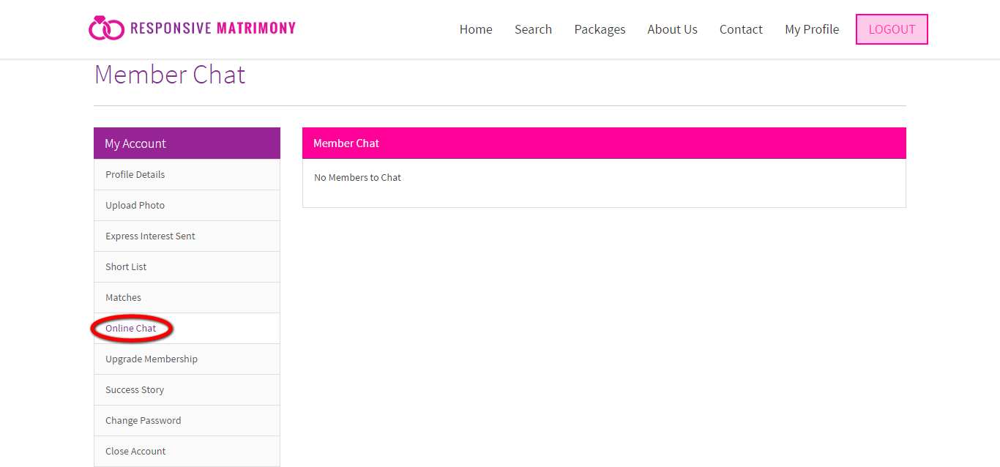 RESPONSIVE MATRIMONY
Home Search Packages About Us Contact My Profile LOGOUT
Member Chat
My Account
Profile Details
Upload Photo
Express Interest Sent
Short List
Matches
Online Chat
Upgrade Membership
Success Story
Change Password
Close Account
Member Chat
No Members to Chat